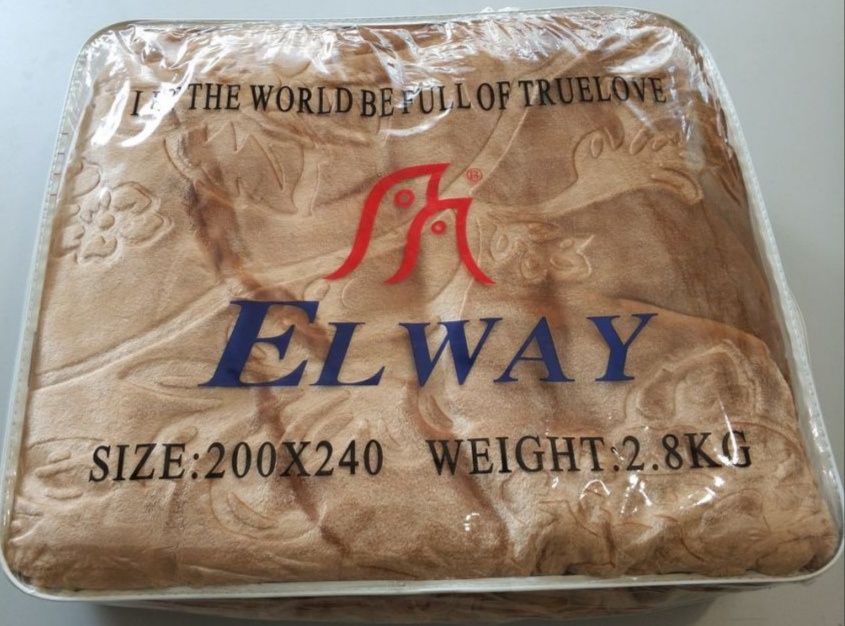 LET THE WORLD BE FULL OF TRUELOVE
®
ELWAY
SIZE:200X240 WEIGHT:2.8KG